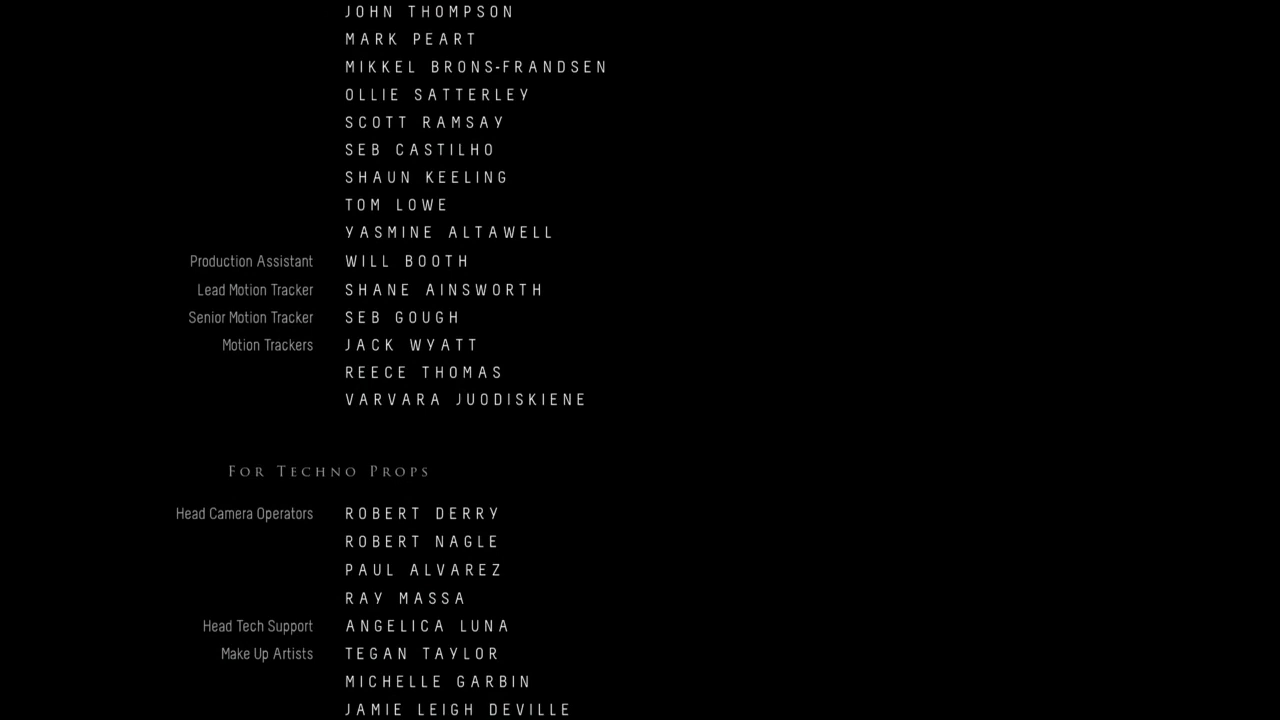 JOHN THOMPSON
MARK PEART
MIKKEL BRONS-FRANDSEN
OLLIE SATTERLEY
SCOTT RAMSAY
SEB CASTILHO
SHAUN KEELING
TOM LOWE
YASMINE ALTAWELL
Production Assistant WILL BOOTH
Lead Motion Tracker SHANE AINSWORTH
Senior Motion Tracker SEB GOUGH
Motion Trackers JACK WYATT
REECE THOMAS
VARVARA JUODISKIENE
FOR TECHNO PROPS
Head Camera Operators ROBERT DERRY
ROBERT NAGLE
PAUL ALVAREZ
RAY MASSA
Head Tech Support ANGELICA LUNA
Make Up Artists TEGAN TAYLOR
MICHELLE GARBIN
JAMIE LEIGH DEVILLE